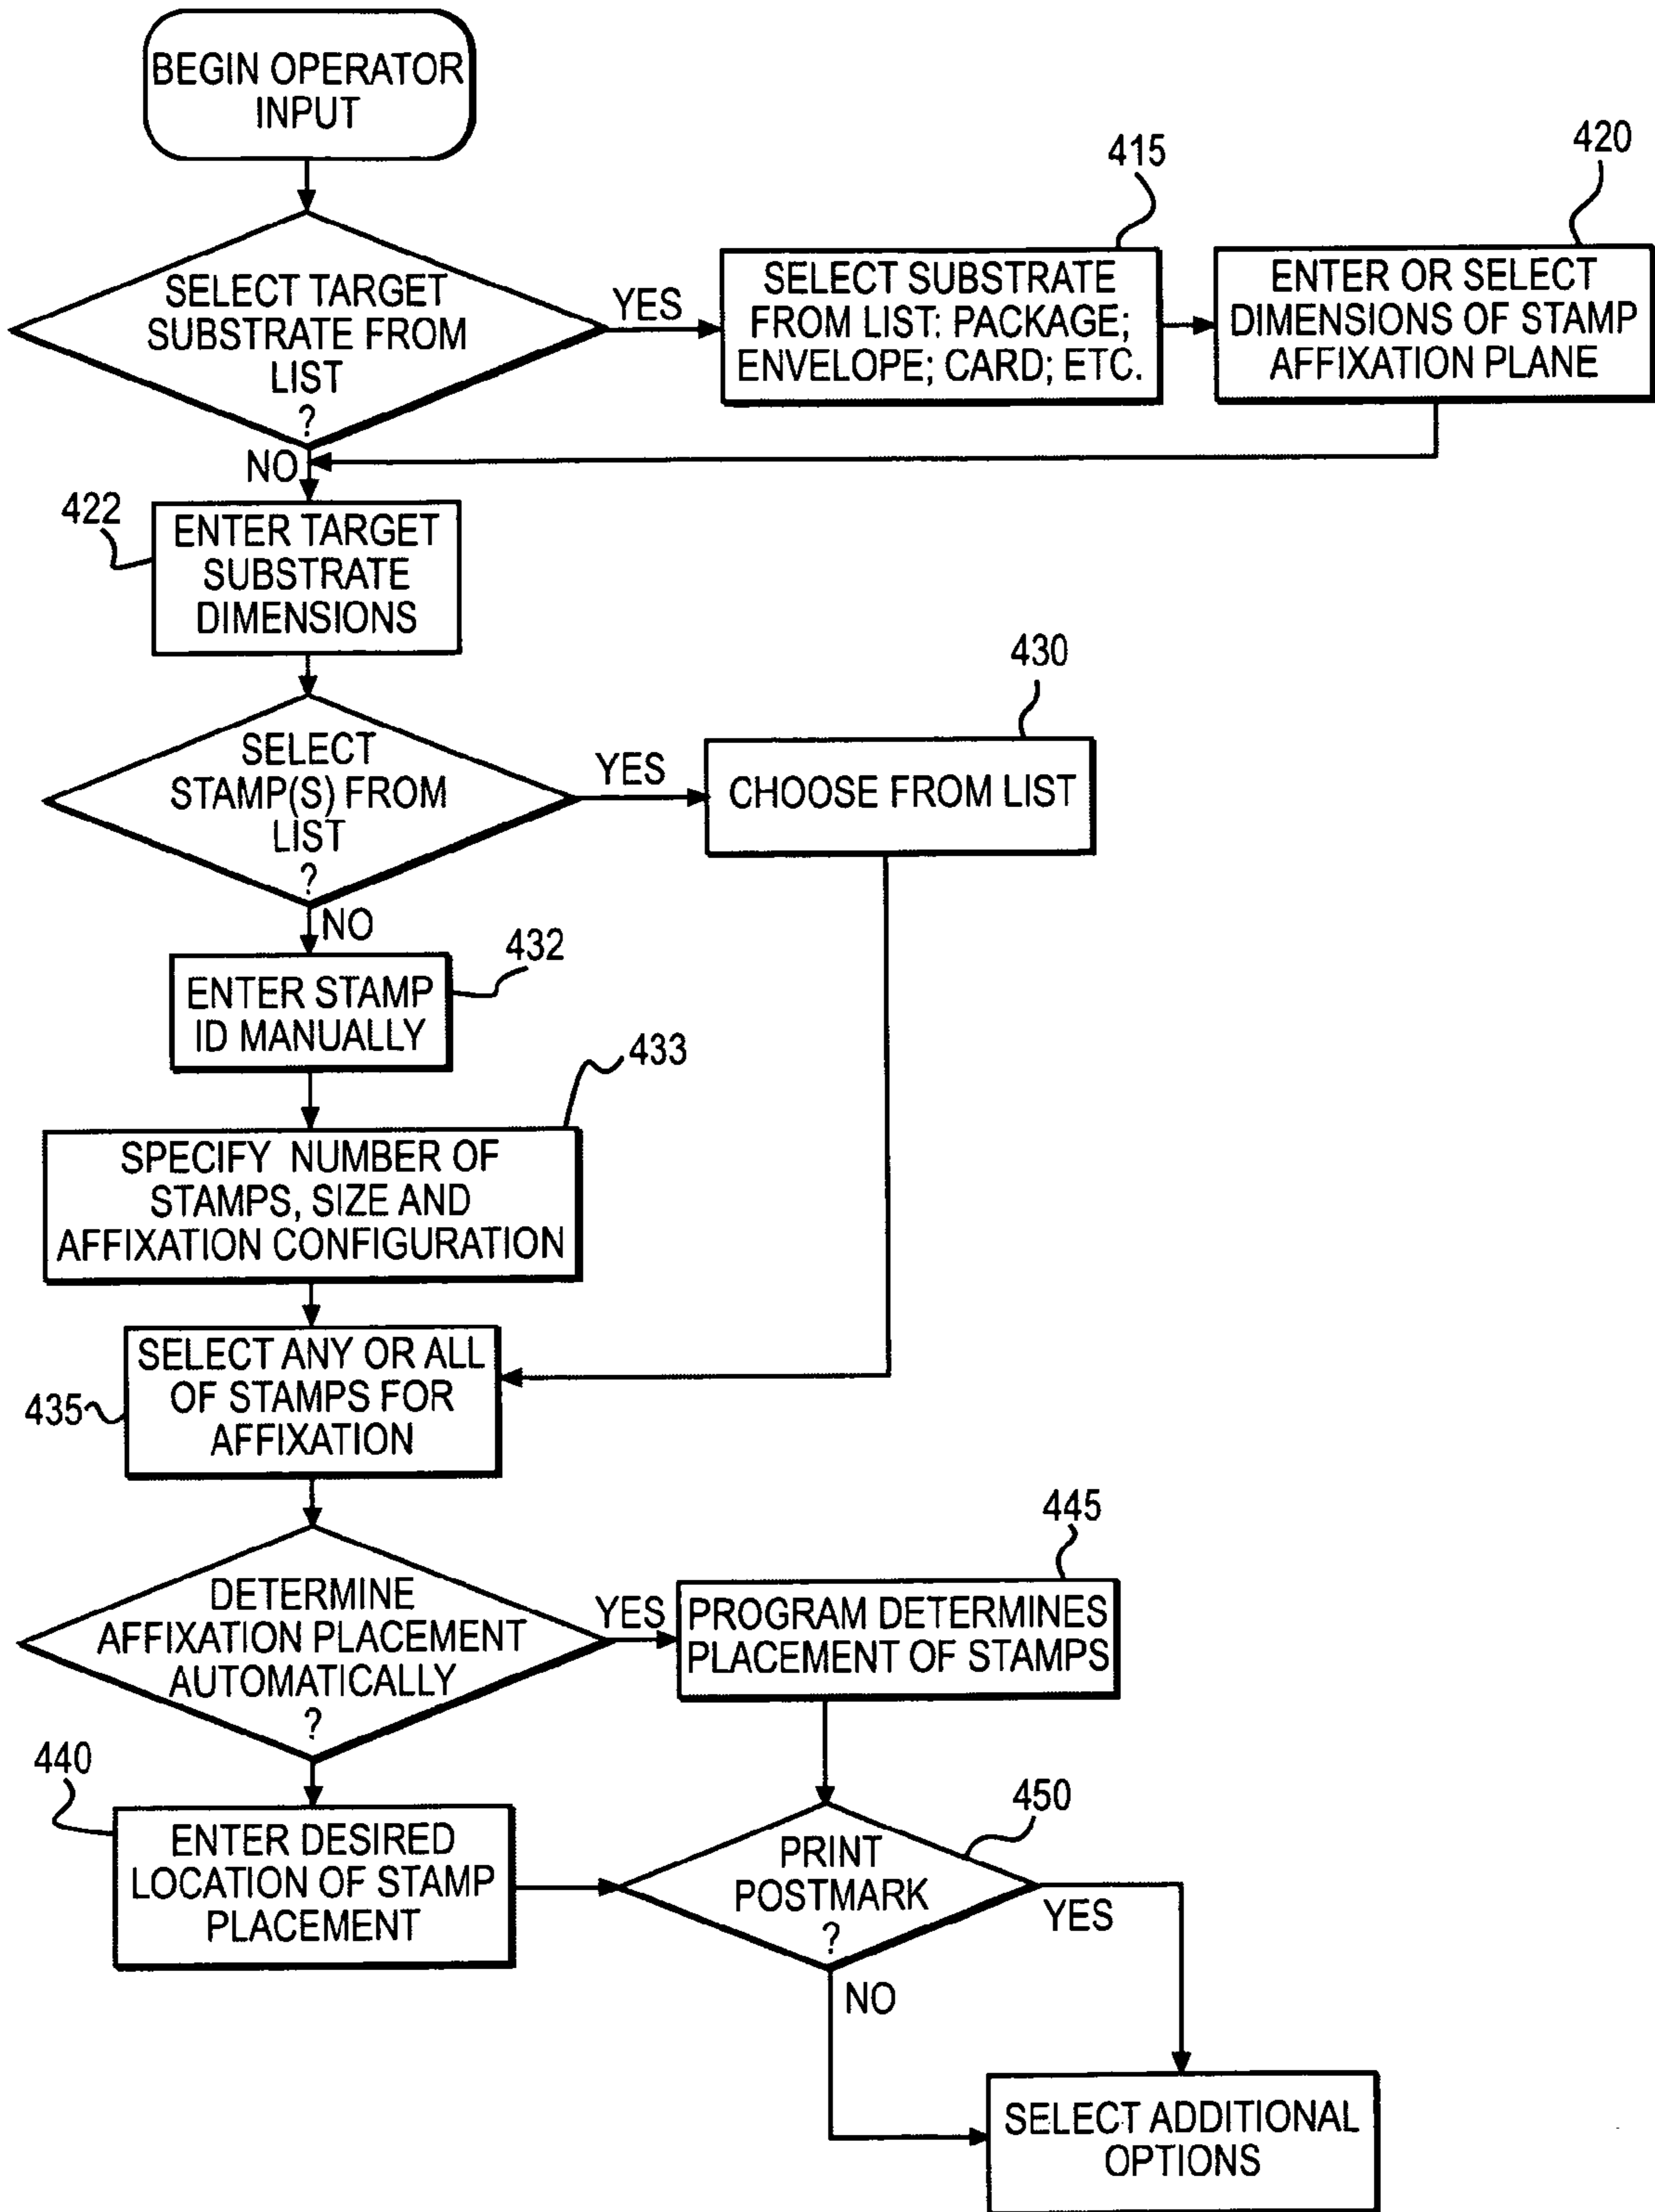 BEGIN OPERATOR
INPUT
SELECT TARGET
SUBSTRATE FROM
LIST
?
YES
415
SELECT SUBSTRATE
FROM LIST: PACKAGE;
ENVELOPE; CARD; ETC.
420
ENTER OR SELECT
DIMENSIONS OF STAMP
AFFIXATION PLANE
NO
422
ENTER TARGET
SUBSTRATE
DIMENSIONS
SELECT
STAMP(S) FROM
LIST
?
YES
430
CHOOSE FROM LIST
NO
432
ENTER STAMP
ID MANUALLY
433
SPECIFY NUMBER OF
STAMPS, SIZE AND
AFFIXATION CONFIGURATION
435
SELECT ANY OR ALL
OF STAMPS FOR
AFFIXATION
DETERMINE
AFFIXATION PLACEMENT
AUTOMATICALLY
?
YES
445
PROGRAM DETERMINES
PLACEMENT OF STAMPS
440
ENTER DESIRED
LOCATION OF STAMP
PLACEMENT
450
PRINT
POSTMARK
?
YES
NO
SELECT ADDITIONAL
OPTIONS